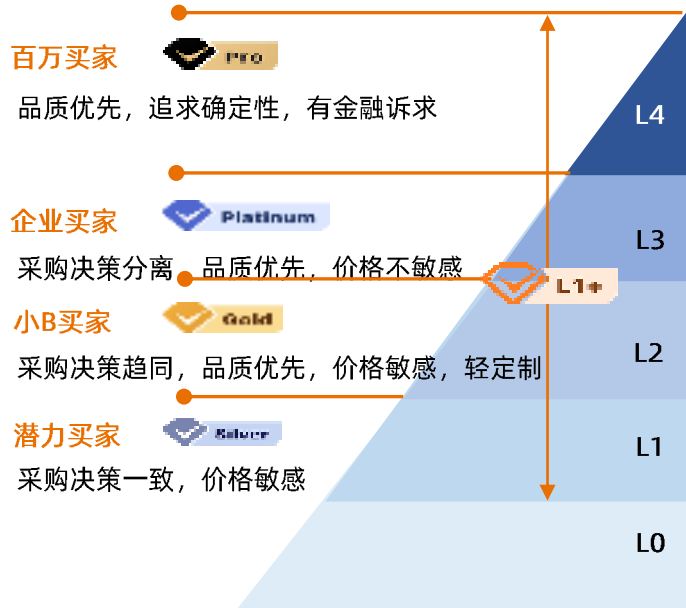 百万买家 Pro
品质优先，追求确定性，有金融诉求
L4
企业买家 Platinum
L3
采购决策分离，品质优先，价格不敏感
L1+
小B买家 Gold
L2
采购决策趋同，品质优先，价格敏感，轻定制
潜力买家 Silver
L1
采购决策一致，价格敏感
L0